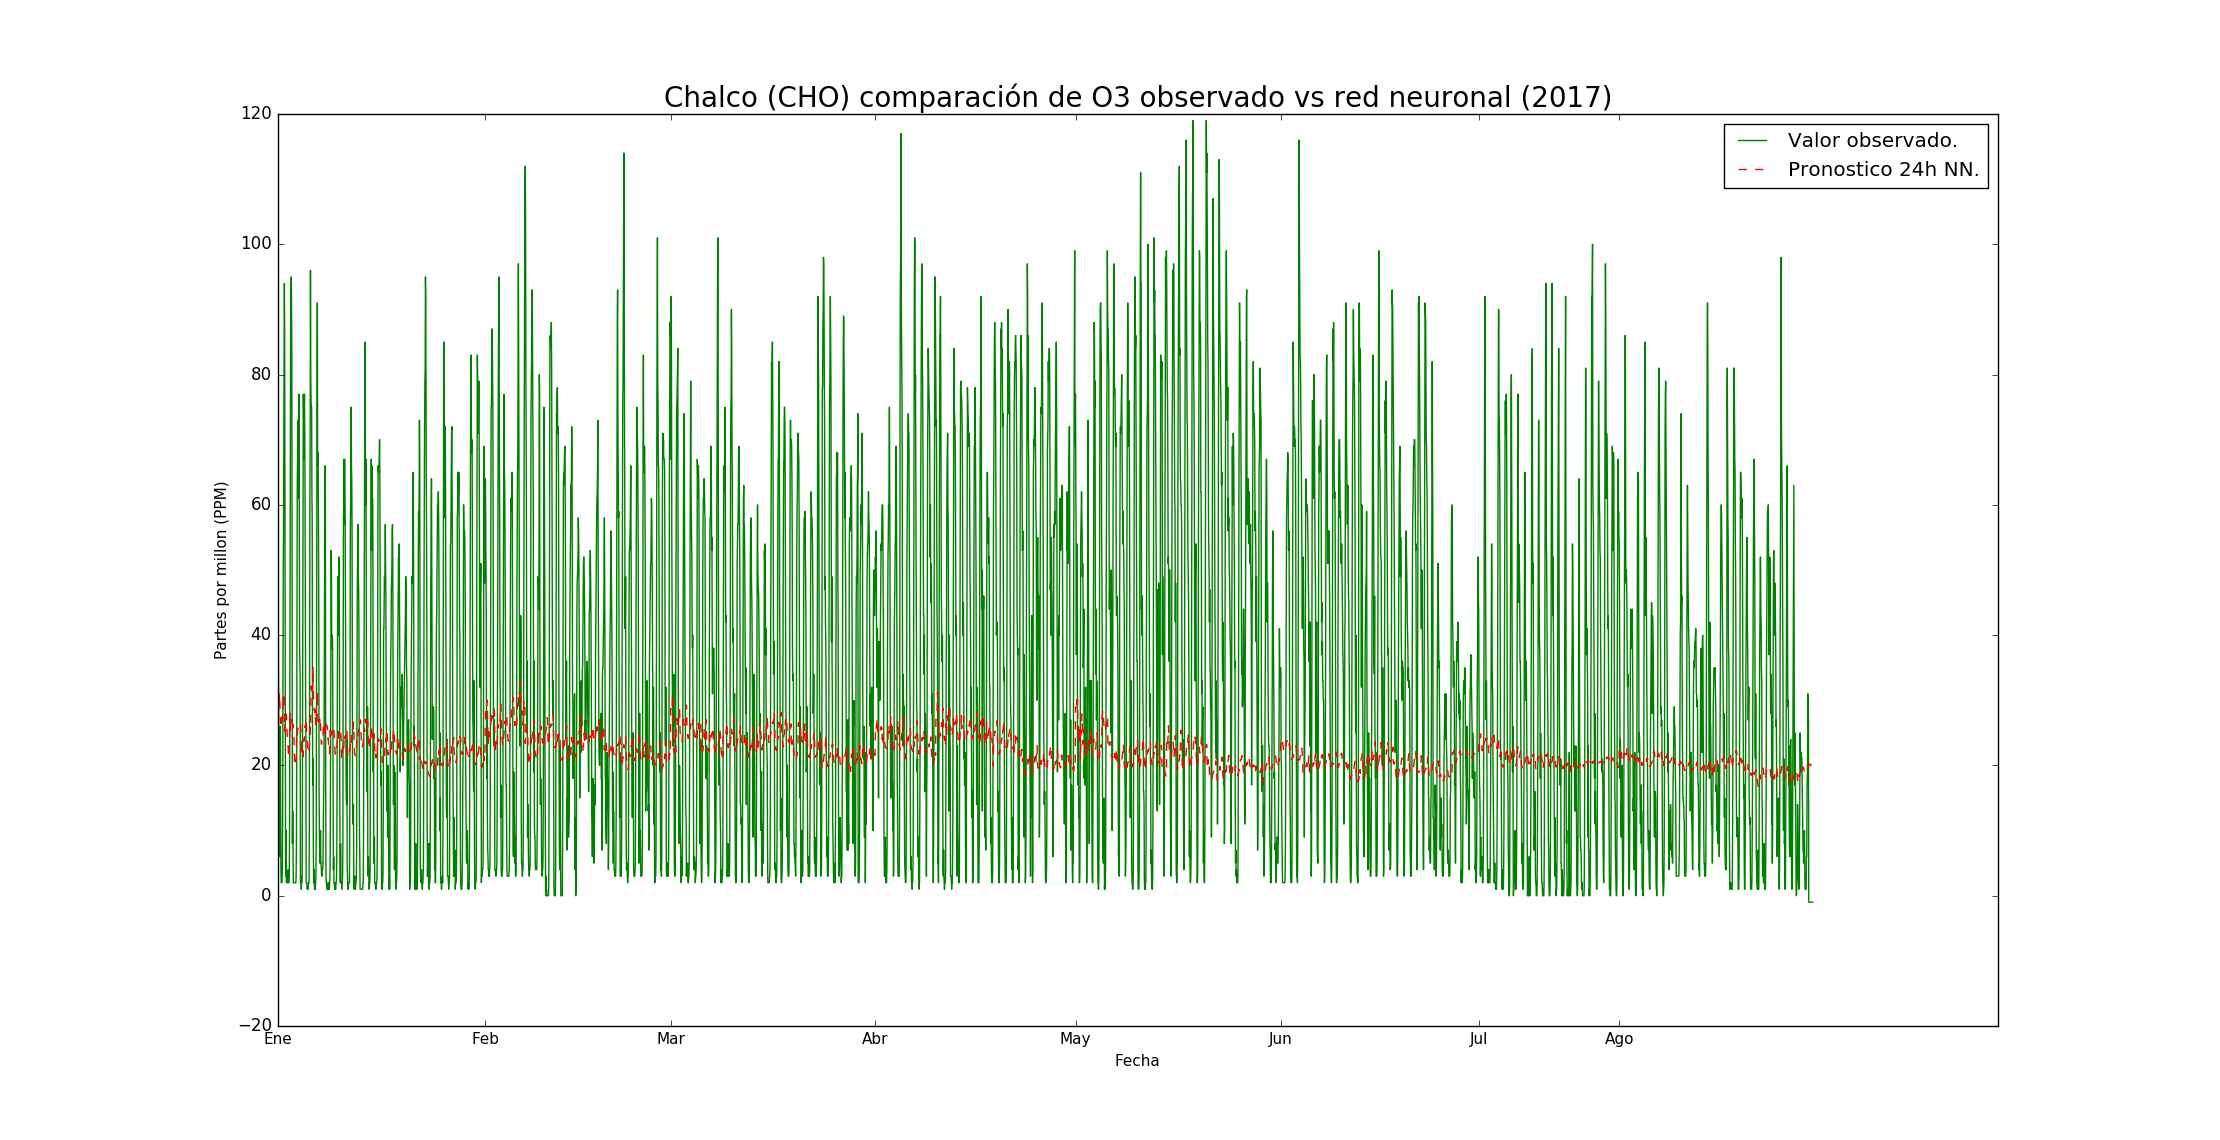 Chalco (CHO) comparación de O3 observado vs red neuronal (2017)
Valor observado.
Pronostico 24h NN.
120
100
80
60
40
20
0
−20
Partes por millon (PPM)
Ene Feb Mar Abr May Jun Jul Ago
Fecha